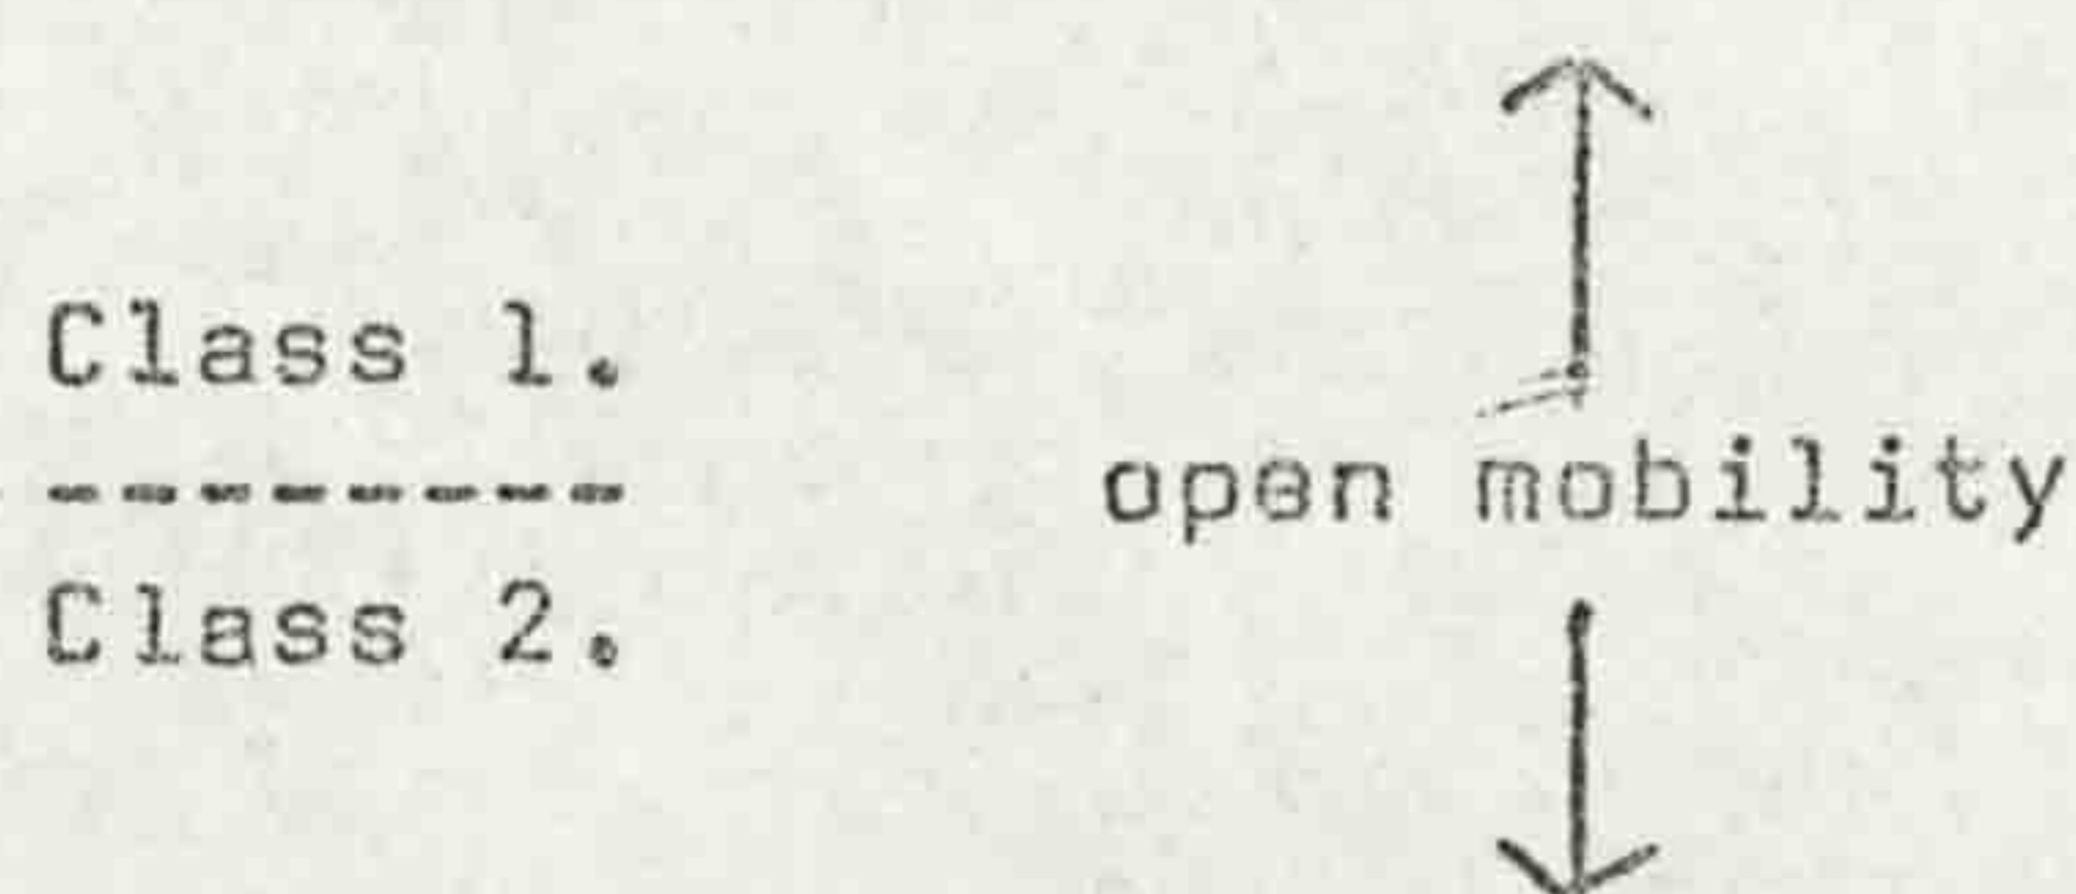 Class 1.
-------- open mobility
Class 2.